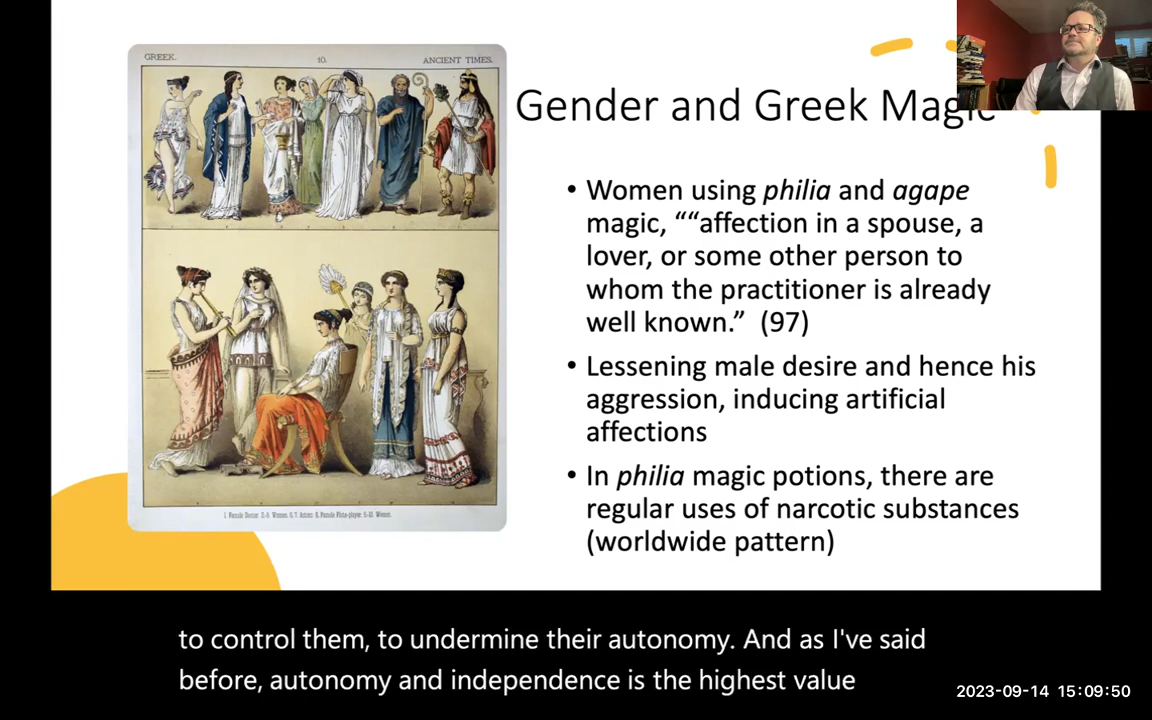 GREEK.
10.
ANCIENT TIMES.
Gender and Greek Magic
• Women using philia and agape
magic, ““affection in a spouse, a
lover, or some other person to
whom the practitioner is already
well known.” (97)
• Lessening male desire and hence his
aggression, inducing artificial
affections
• In philia magic potions, there are
regular uses of narcotic substances
(worldwide pattern)
to control them, to undermine their autonomy. And as I've said
before, autonomy and independence is the highest value
2023-09-14 15:09:50